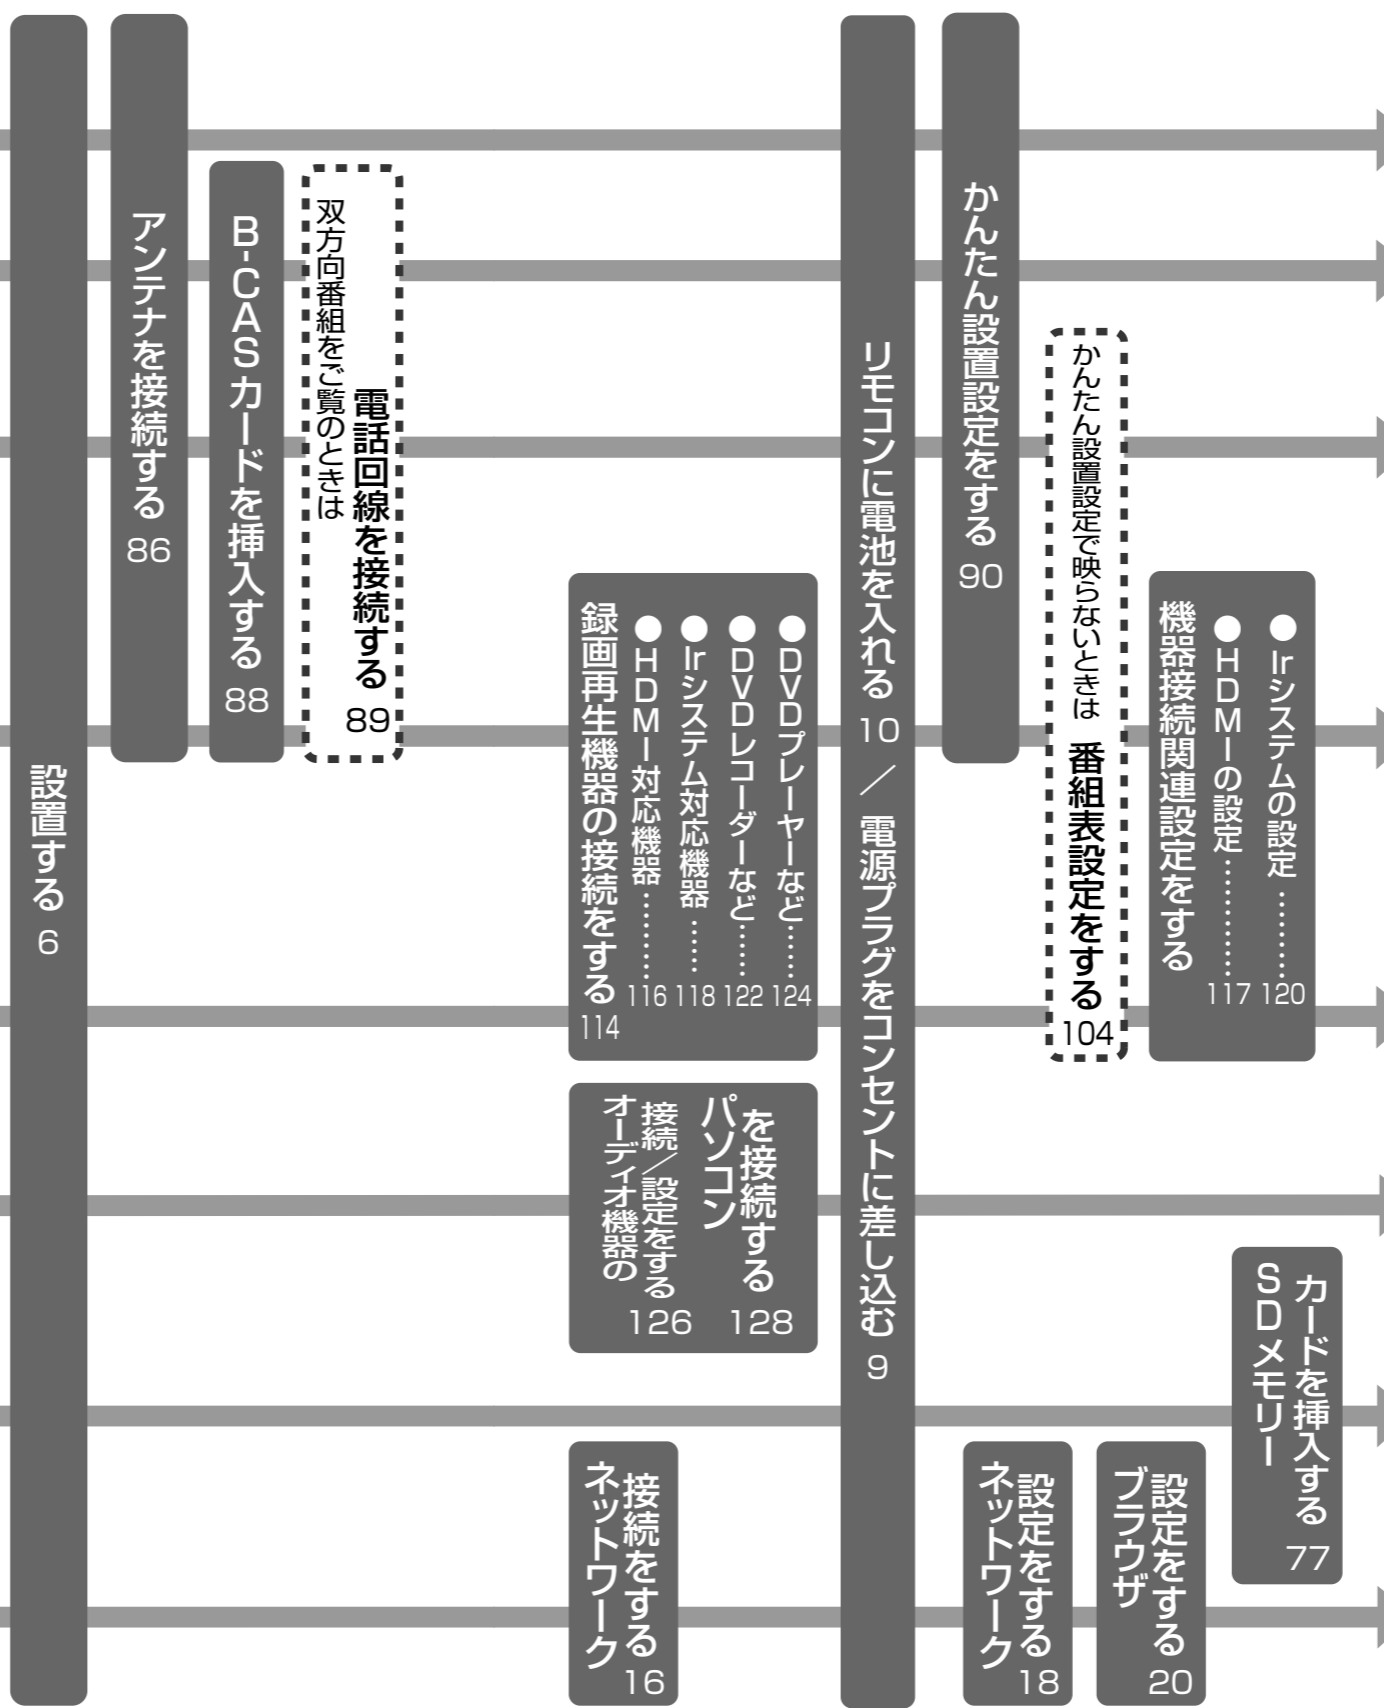 設置する 6
アンテナを接続する 86
B-CASカードを挿入する 88
双方向番組をご覧のときは
電話回線を接続する 89
録画再生機器の接続をする 114
●HDMI対応機器………… 116
●Irシステム対応機器…… 118
●DVDレコーダーなど…… 122
●DVDプレーヤーなど…… 124
オーディオ機器の
接続／設定をする 126
パソコン
を接続する 128
ネットワーク
接続をする 16
リモコンに電池を入れる 10 ／ 電源プラグをコンセントに差し込む 9
かんたん設置設定をする 90
かんたん設置設定で映らないときは 番組表設定をする 104
機器接続関連設定をする
●HDMIの設定………… 117
●Irシステムの設定……… 120
SDメモリー
カードを挿入する 77
ネットワーク
設定をする 18
ブラウザ
設定をする 20